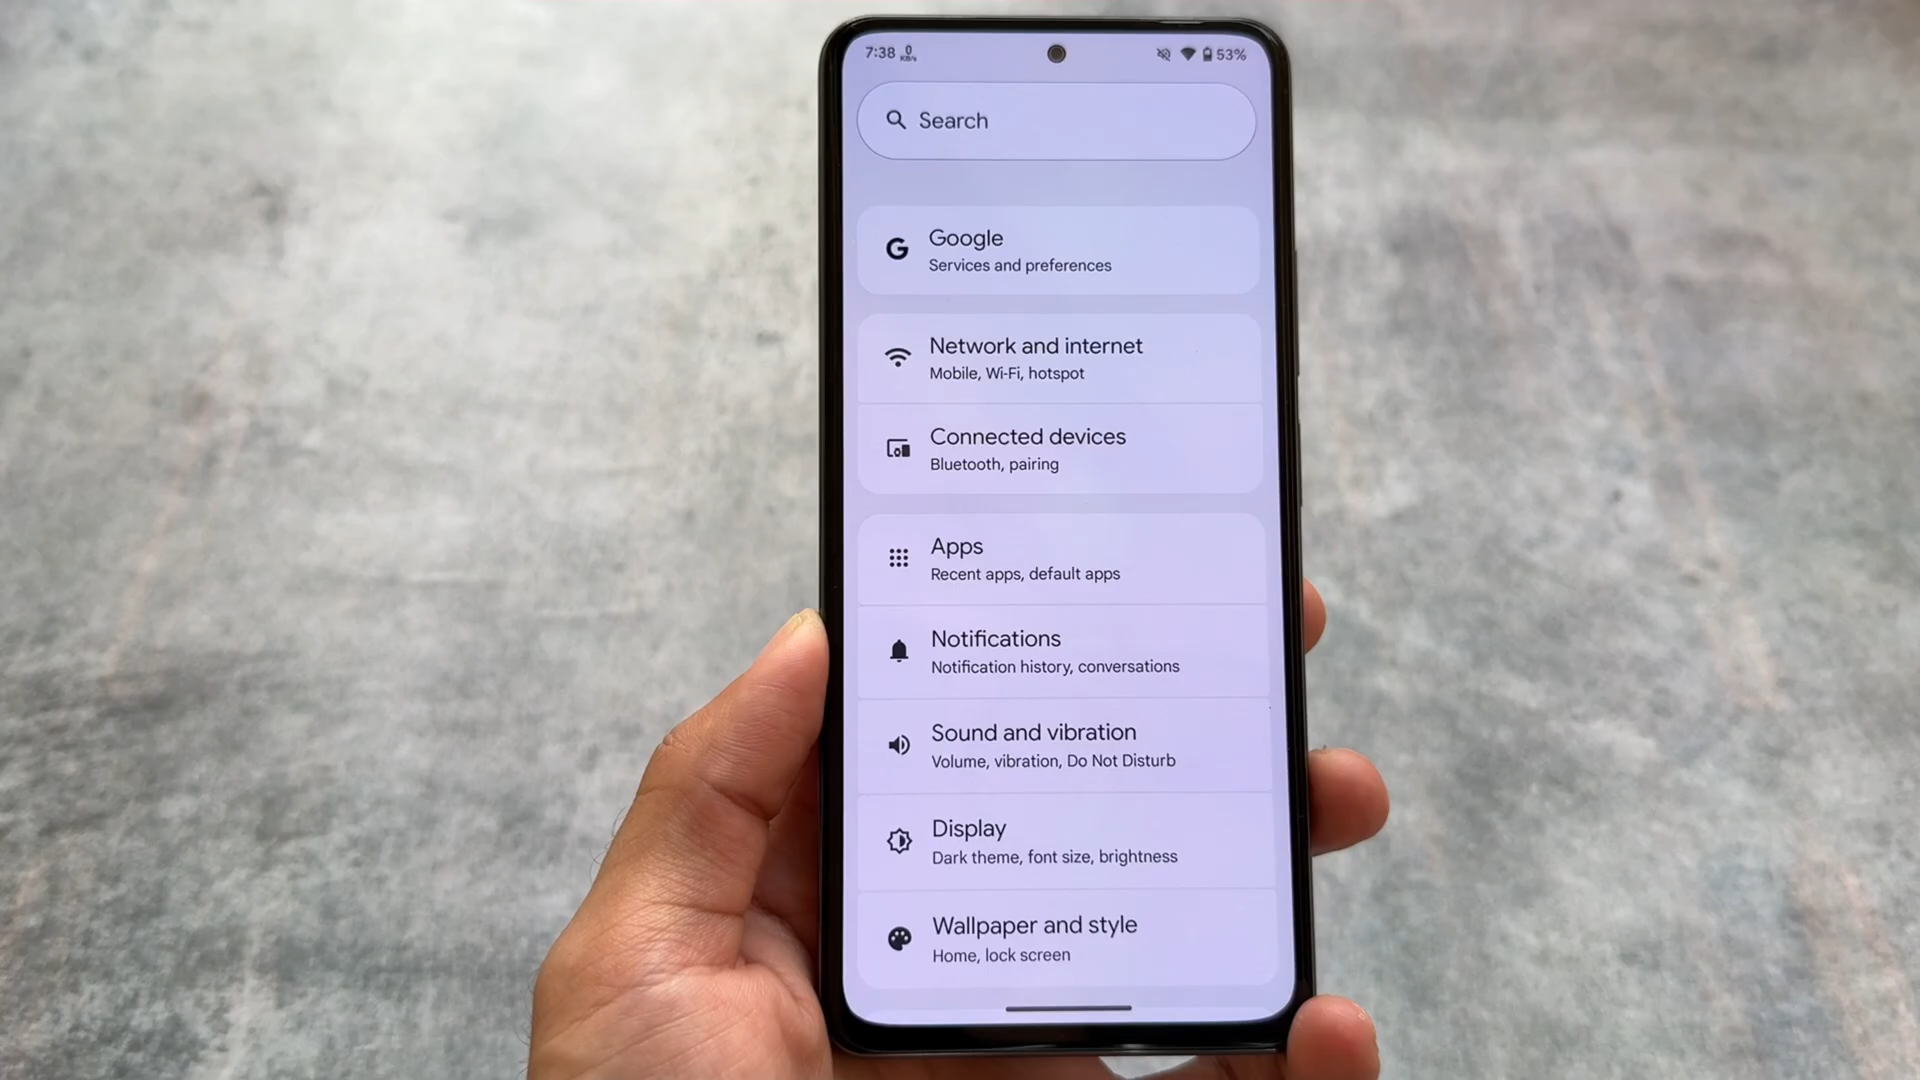 7:38 0 KB/s 53%
Search
Google
Services and preferences
Network and internet
Mobile, Wi-Fi, hotspot
Connected devices
Bluetooth, pairing
Apps
Recent apps, default apps
Notifications
Notification history, conversations
Sound and vibration
Volume, vibration, Do Not Disturb
Display
Dark theme, font size, brightness
Wallpaper and style
Home, lock screen